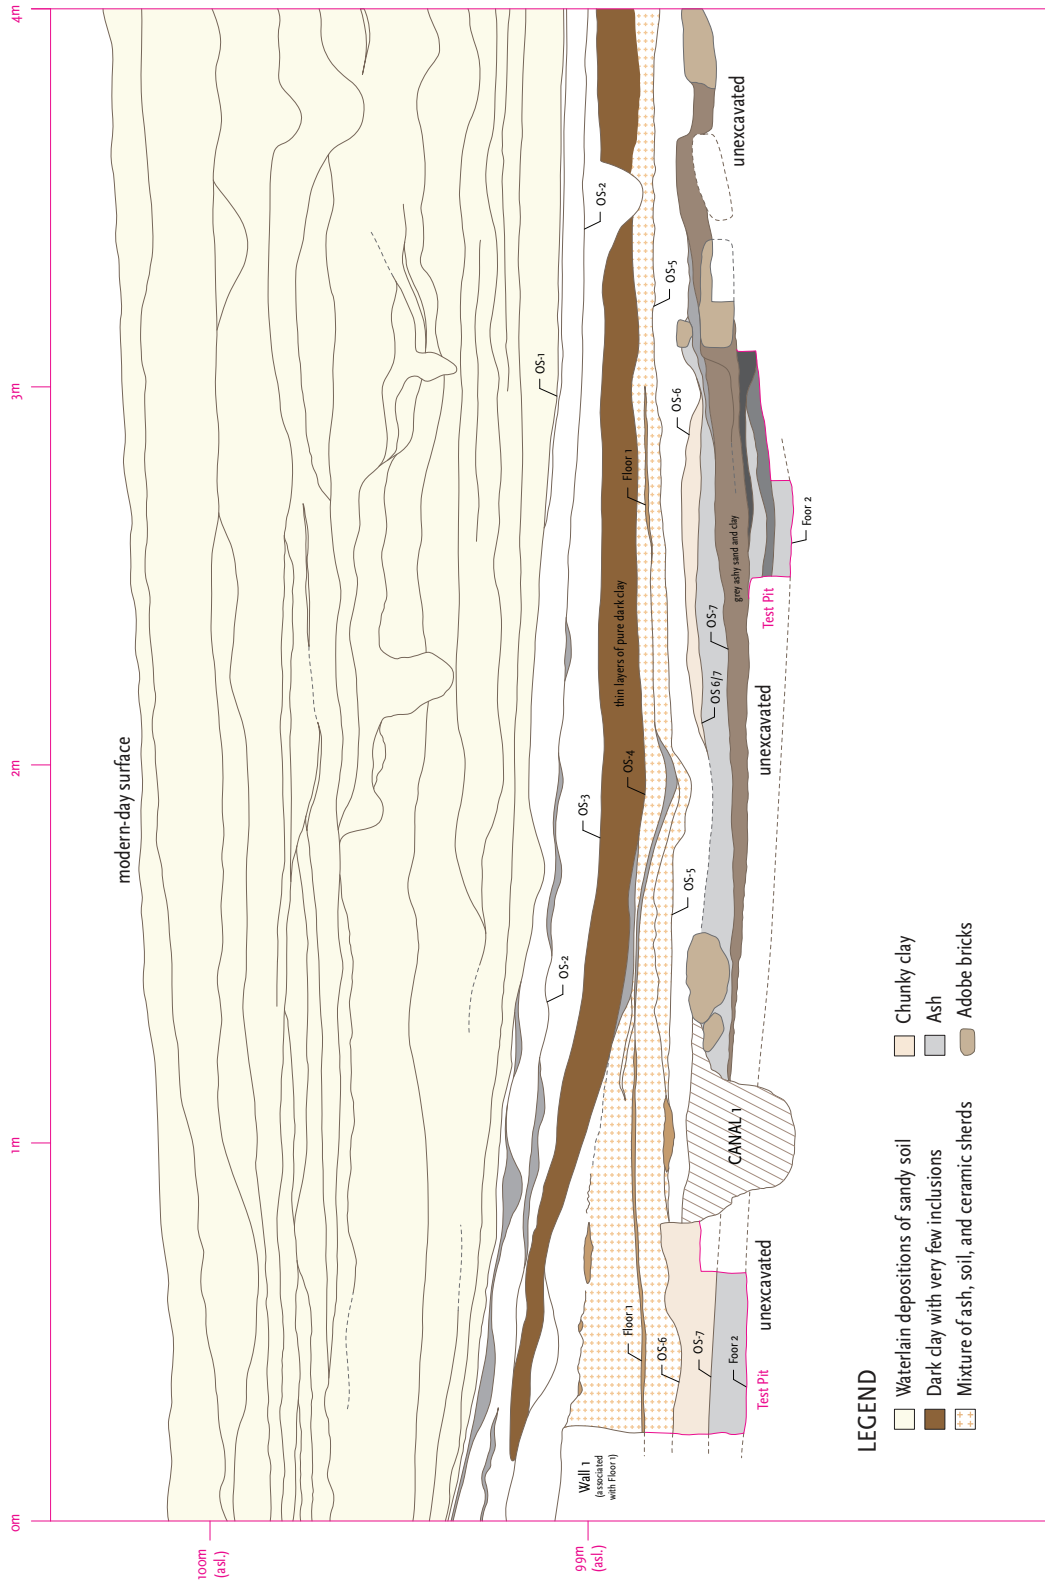 0m
1m
2m
3m
4m
100m
(asl.)
99m
(asl.)
modern-day surface
OS-1
OS-2
OS-2
OS-3
OS-4
thin layers of pure dark clay
Floor 1
OS-5
OS-5
OS-6
OS-7
OS 6/7
grey ashy sand and clay
Wall 1
(associated
with Floor 1)
Floor 1
OS-6
OS-7
Foor 2
Test Pit
unexcavated
CANAL 1
unexcavated
Test Pit
Foor 2
unexcavated
LEGEND
Waterlain depositions of sandy soil
Dark clay with very few inclusions
Mixture of ash, soil, and ceramic sherds
Chunky clay
Ash
Adobe bricks